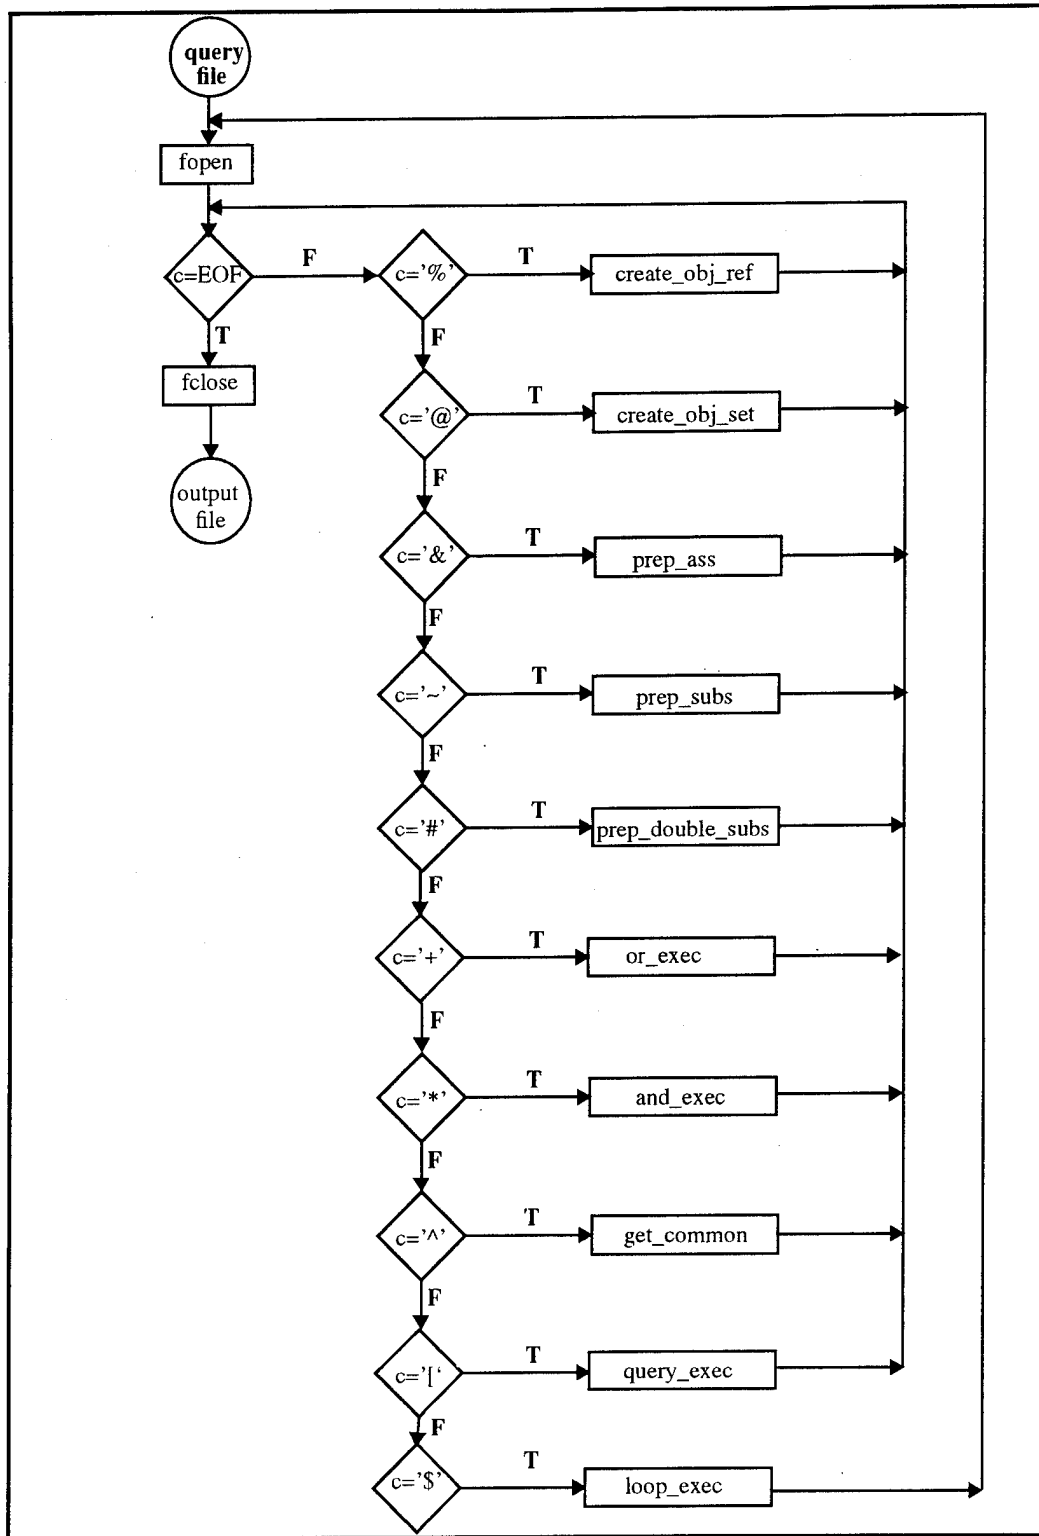 query
file
fopen
c=EOF
F
c='%'
T
create_obj_ref
T
F
fclose
c='@'
T
create_obj_set
F
output
file
c='&'
T
prep_ass
F
c='~'
T
prep_subs
F
c='#'
T
prep_double_subs
F
c='+'
T
or_exec
F
c='*'
T
and_exec
F
c='^'
T
get_common
F
c='[‘
T
query_exec
F
c='$'
T
loop_exec